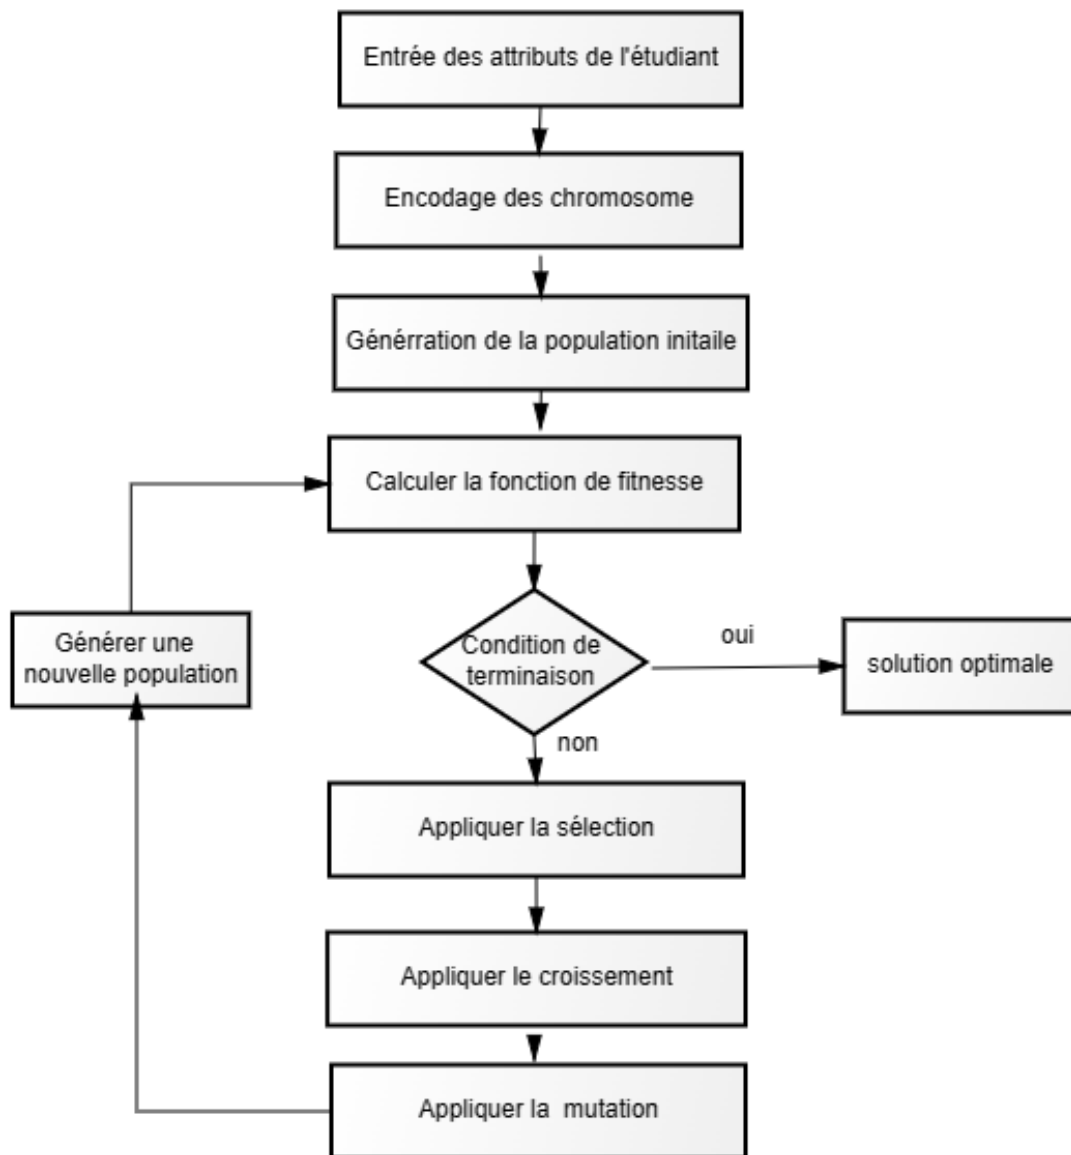 Entrée des attributs de l'étudiant
Encodage des chromosome
Générration de la population initaile
Calculer la fonction de fitnesse
Générer une
nouvelle population
Condition de
terminaison
oui
solution optimale
non
Appliquer la sélection
Appliquer le croissement
Appliquer la mutation